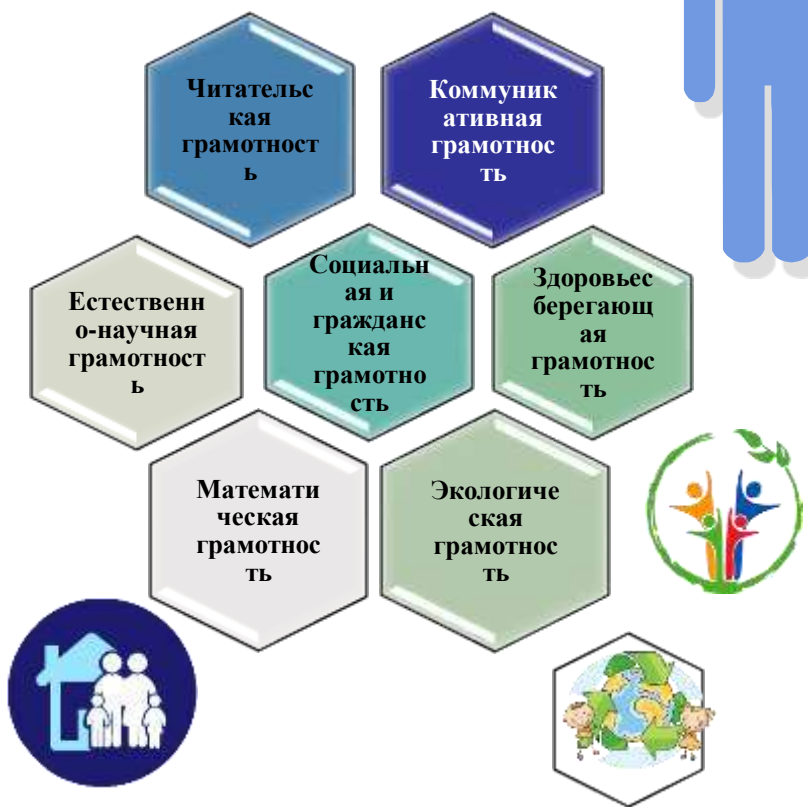 Читательс
кая
грамотност
ь
Коммуник
ативная
грамотнос
ть
Естественн
о-научная
грамотност
ь
Социальн
ая и
гражданс
кая
грамотно
сть
Здоровьес
берегающ
ая
грамотнос
ть
Математи
ческая
грамотнос
ть
Экологиче
ская
грамотнос
ть